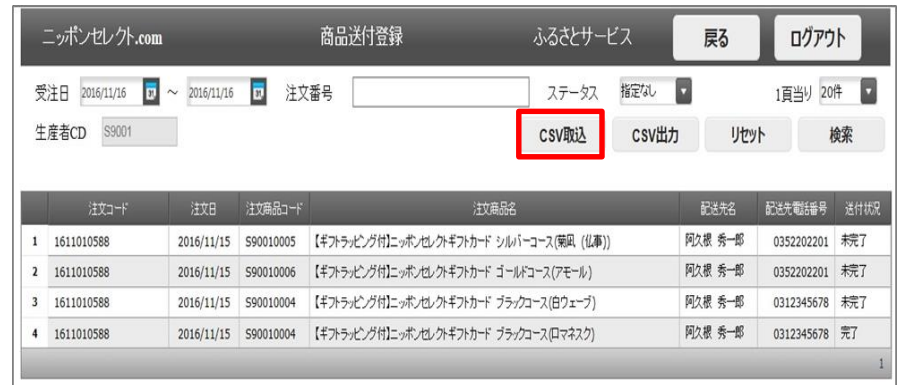 ニッポンセレクト.com 商品送付登録 ふるさとサービス 戻る ログアウト
受注日 2016/11/16 ～ 2016/11/16 注文番号 ステータス 指定なし 1頁当り 20件
生産者CD S9001 CSV取込 CSV出力 リセット 検索
注文コード 注文日 注文商品コード 注文商品名 配送先名 配送先電話番号 送付状況
1 1611010588 2016/11/15 S90010005 【ギフトラッピング付】ニッポンセレクトギフトカード シルバーコース(菊凪 (仏事)) 阿久根 秀一郎 0352202201 未完了
2 1611010588 2016/11/15 S90010006 【ギフトラッピング付】ニッポンセレクトギフトカード ゴールドコース(アモール) 阿久根 秀一郎 0352202201 未完了
3 1611010588 2016/11/15 S90010004 【ギフトラッピング付】ニッポンセレクトギフトカード ブラックコース(白ウェーブ) 阿久根 秀一郎 0312345678 未完了
4 1611010588 2016/11/15 S90010004 【ギフトラッピング付】ニッポンセレクトギフトカード ブラックコース(ロマネスク) 阿久根 秀一郎 0312345678 完了
1